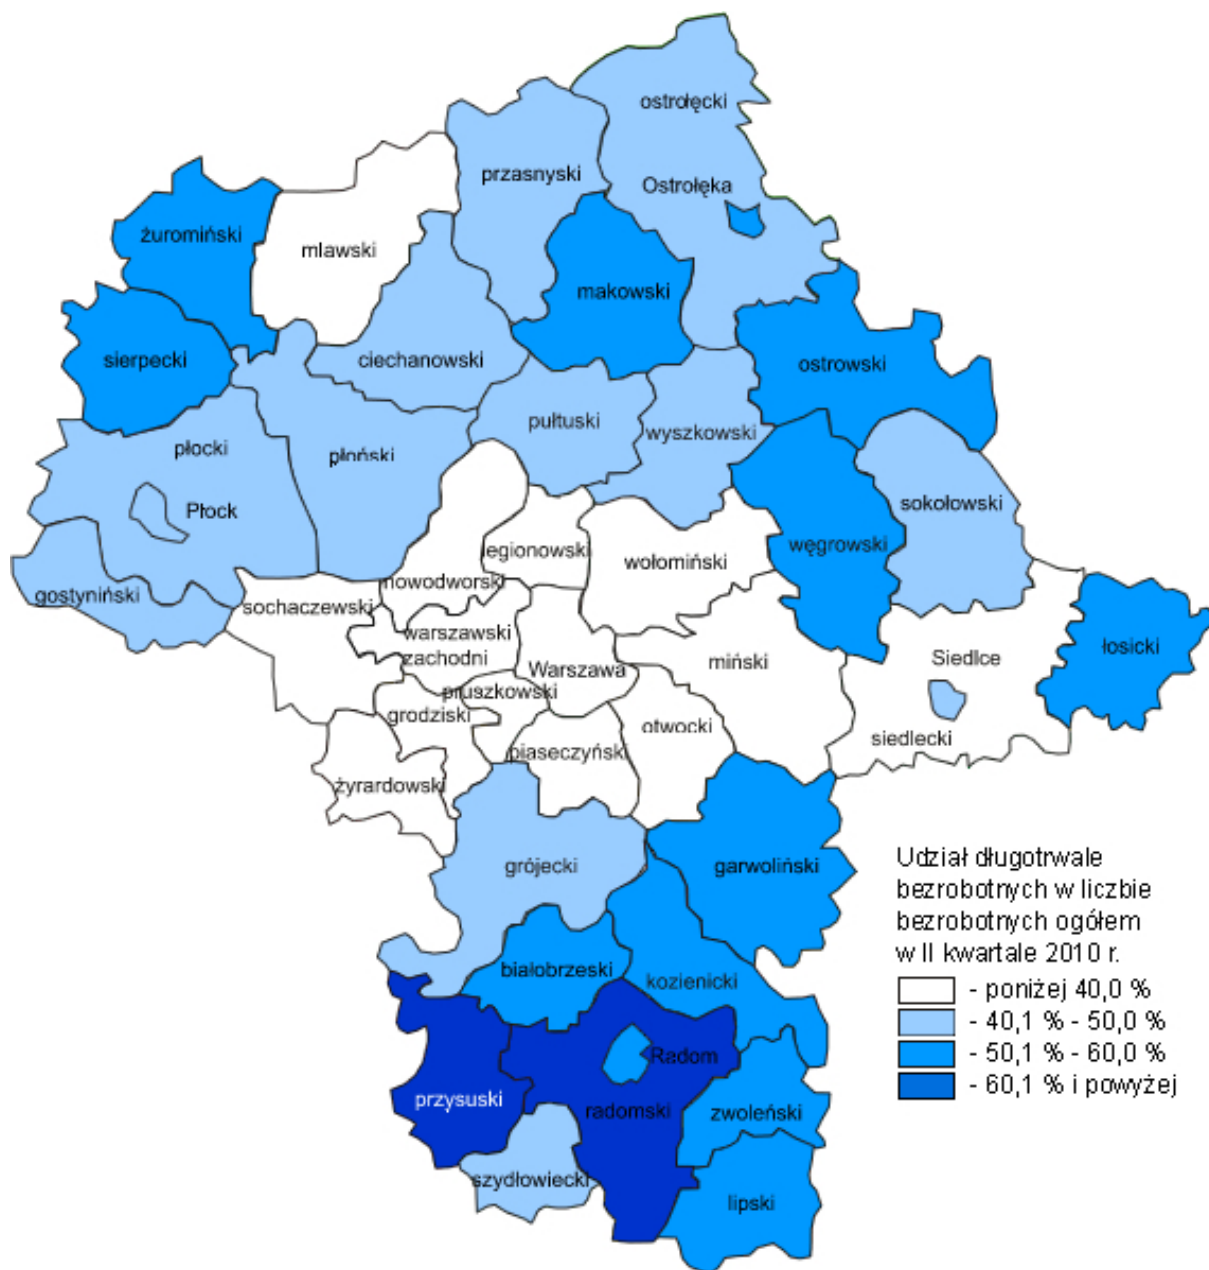 ostrołęcki
przasnyski
Ostrołęka
żuromiński
mlawski
makowski
sierpecki
ciechanowski
ostrowski
pułtuski
wyszkowski
płocki
płoński
sokołowski
Płock
węgrowski
legionowski
wołomiński
nowodworski
gostyniński
sochaczewski
warszawski
zachodni
Warszawa
miński
Siedlce
łosicki
pruszkowski
grodziski
otwocki
siedlecki
piaseczyński
żyrardowski
grójecki
garwoliński
Udział długotrwale
bezrobotnych w liczbie
bezrobotnych ogółem
w II kwartale 2010 r.
- poniżej 40,0 %
- 40,1 % - 50,0 %
- 50,1 % - 60,0 %
- 60,1 % i powyżej
białobrzeski
kozienicki
Radom
przysuski
radomski
zwoleński
szydłowiecki
lipski